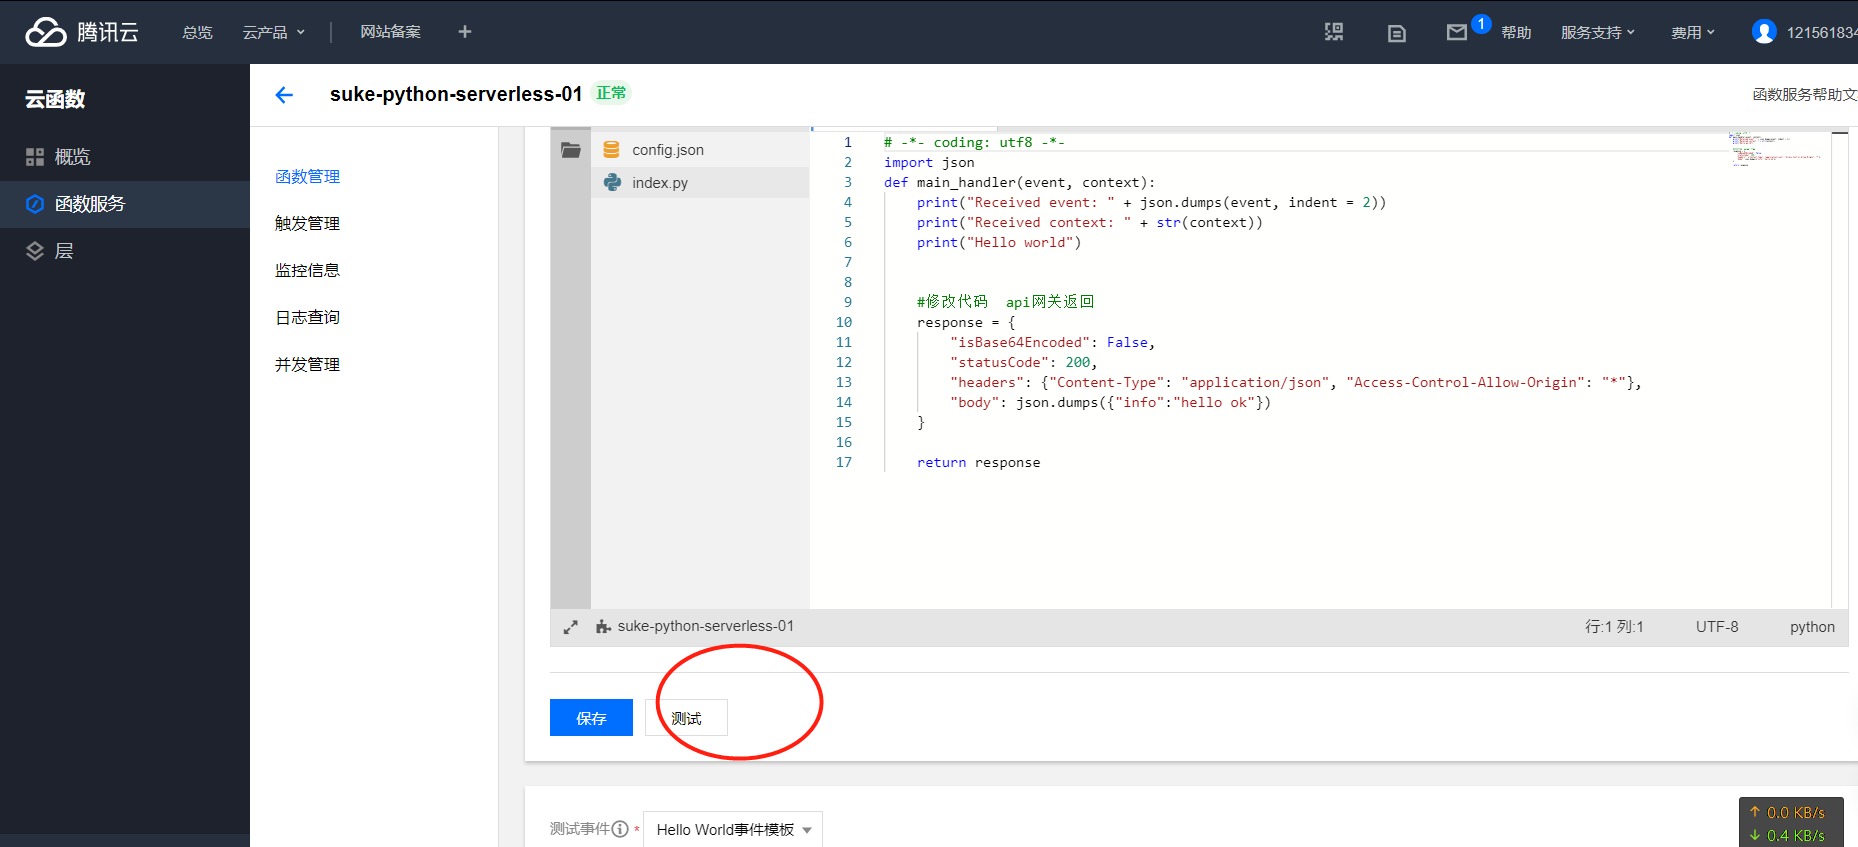 腾讯云 总览 云产品 网站备案 + 1 帮助 服务支持 费用 121561834
云函数
suke-python-serverless-01 正常 函数服务帮助文
概览
函数服务
层
函数管理
触发管理
监控信息
日志查询
并发管理
config.json
index.py
1 # -*- coding: utf8 -*-
2 import json
3 def main_handler(event, context):
4     print("Received event: " + json.dumps(event, indent = 2))
5     print("Received context: " + str(context))
6     print("Hello world")
7
8
9     #修改代码  api网关返回
10     response = {
11         "isBase64Encoded": False,
12         "statusCode": 200,
13         "headers": {"Content-Type": "application/json", "Access-Control-Allow-Origin": "*"},
14         "body": json.dumps({"info":"hello ok"})
15     }
16
17     return response
suke-python-serverless-01 行:1 列:1 UTF-8 python
保存 测试
测试事件 * Hello World事件模板
↑ 0.0 KB/s
↓ 0.4 KB/s